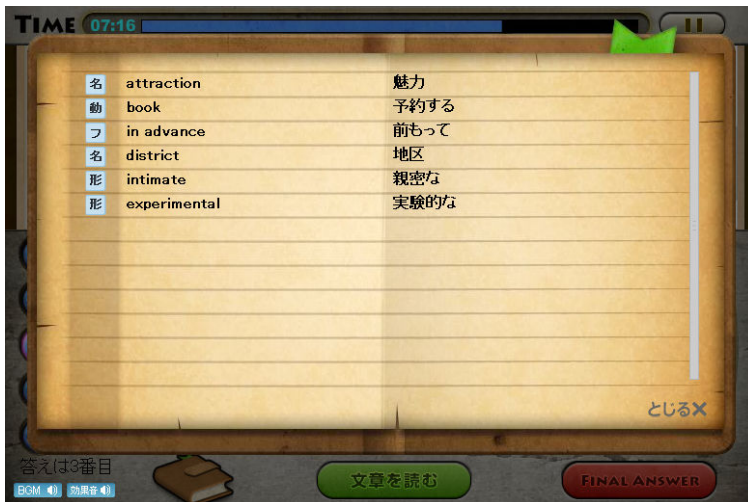 TIME 07:16
名 attraction 魅力
動 book 予約する
フ in advance 前もって
名 district 地区
形 intimate 親密な
形 experimental 実験的な
とじる×
答えは3番目
BGM 効果音
文章を読む
FINAL ANSWER